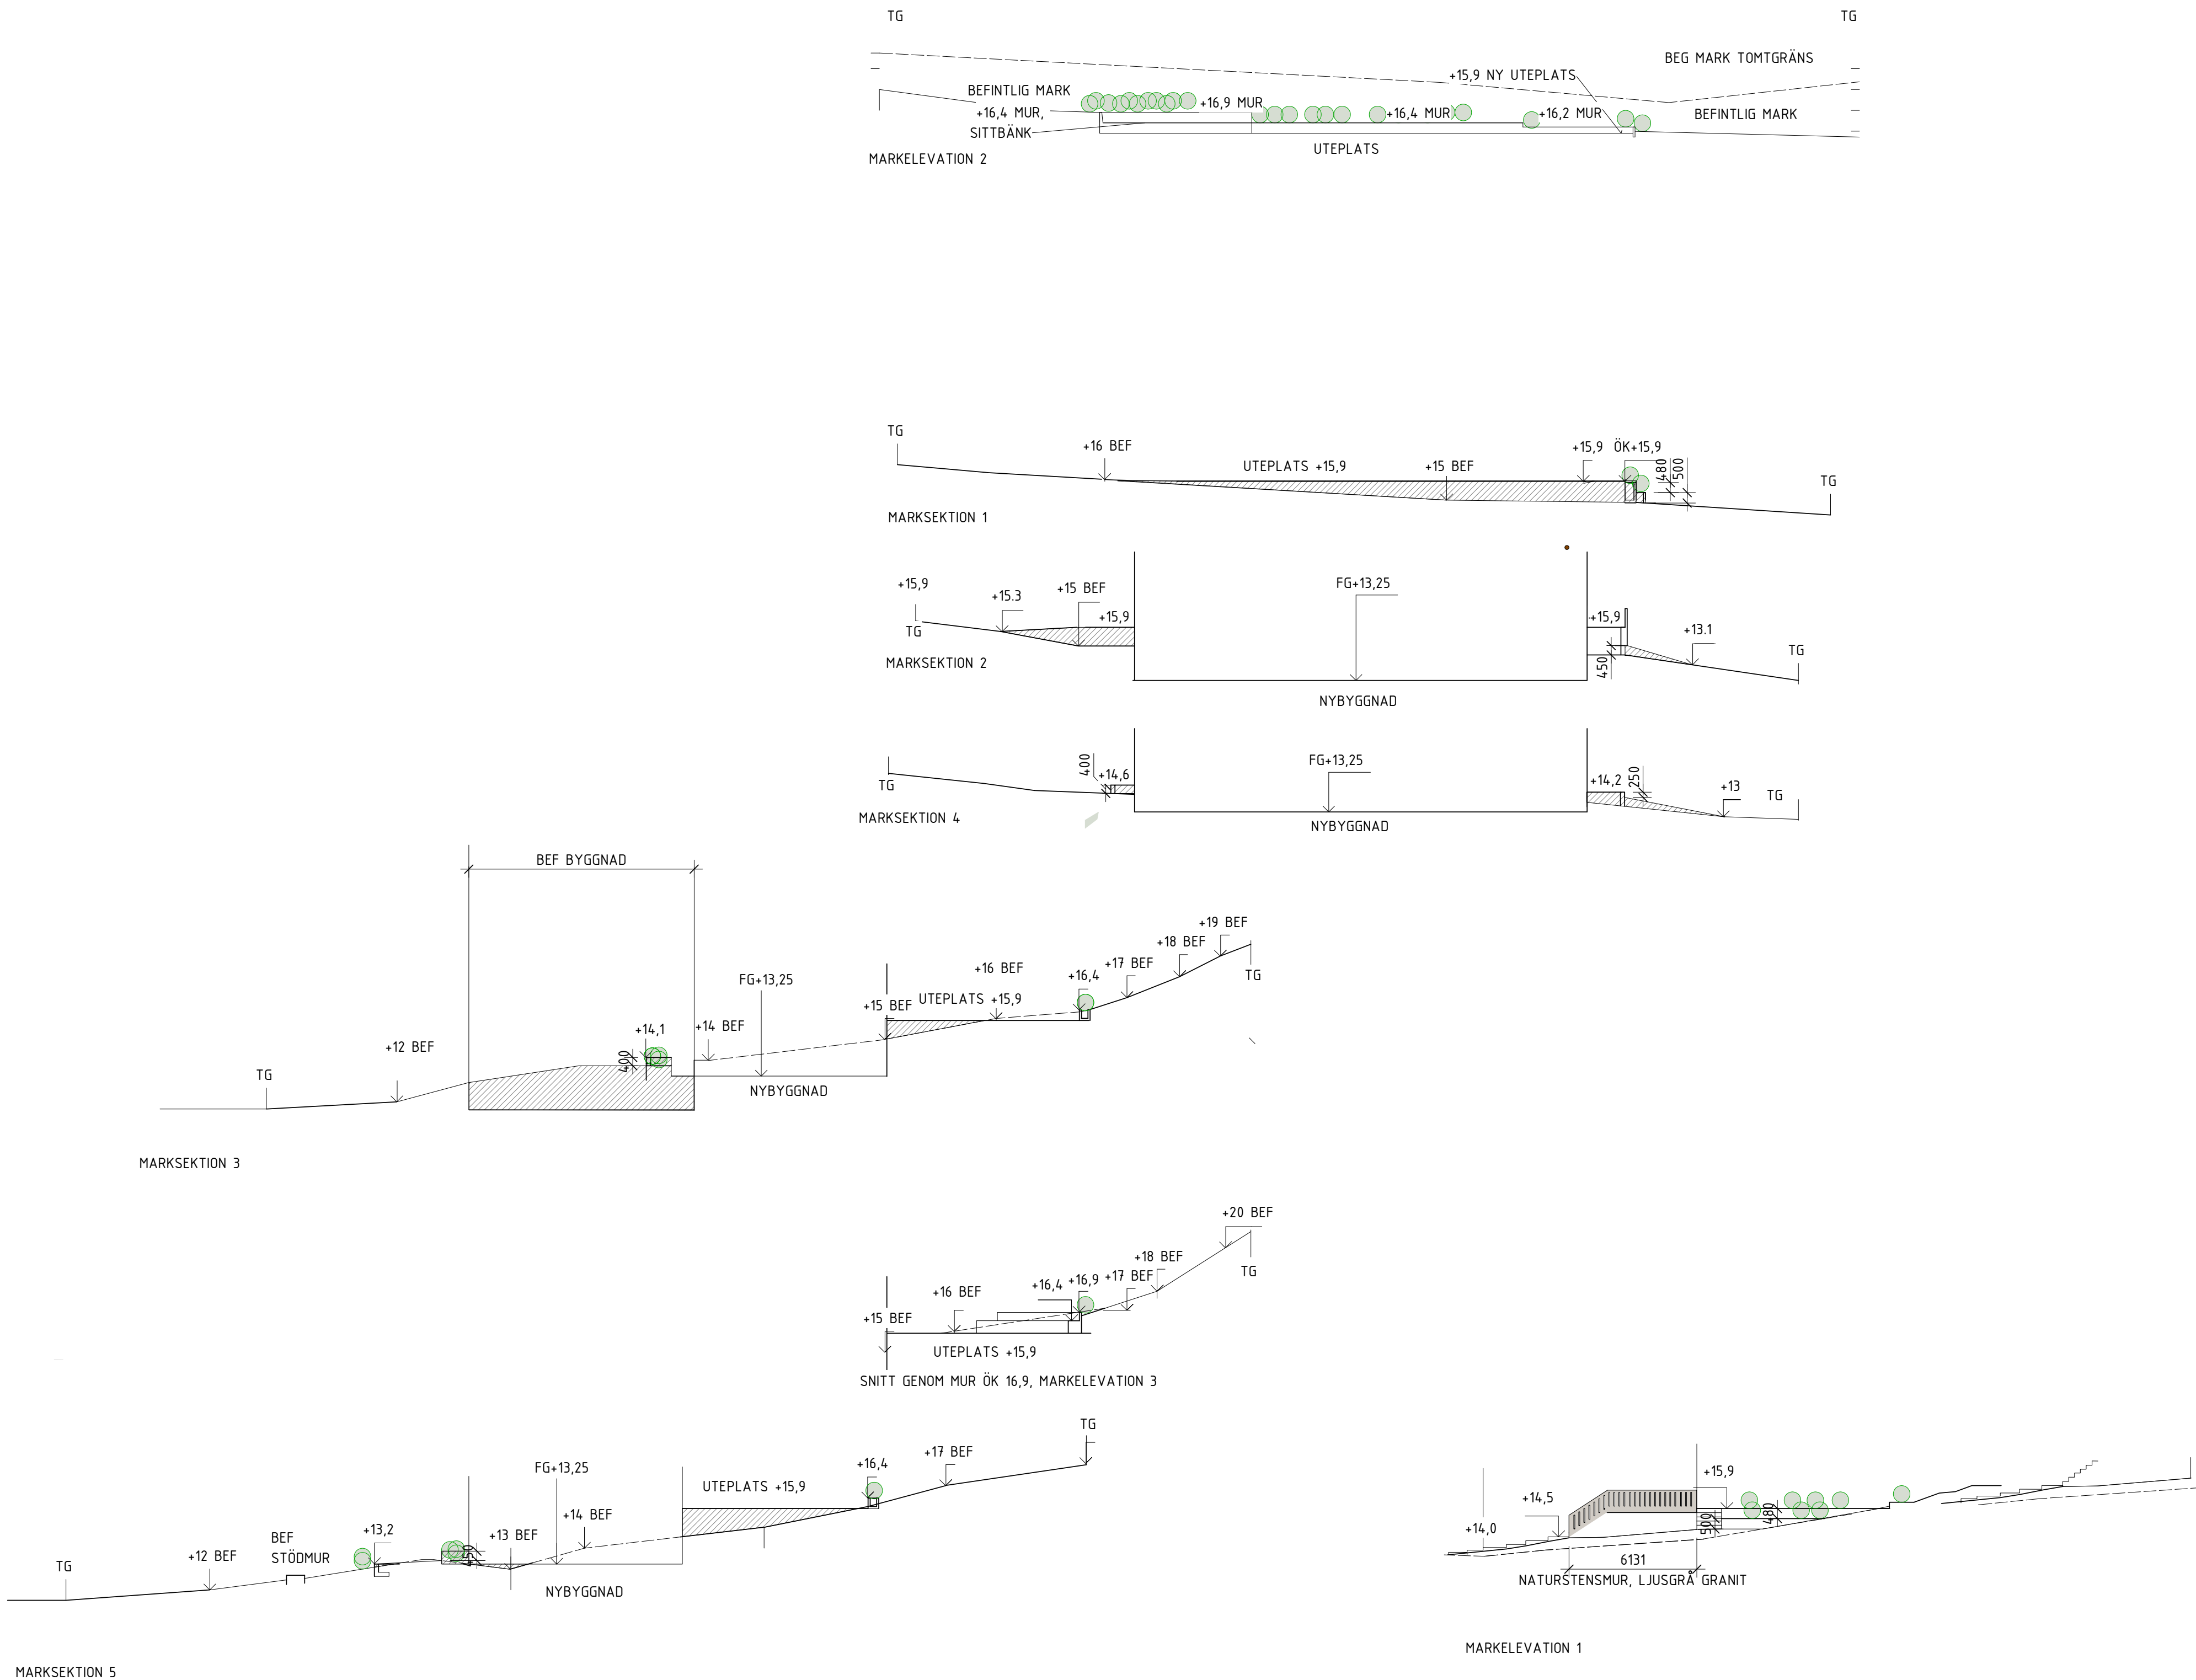 TG
TG
BEG MARK TOMTGRÄNS
+15,9 NY UTEPLATS
BEFINTLIG MARK
+16,9 MUR
+16,4 MUR,
+16,4 MUR
+16,2 MUR
BEFINTLIG MARK
SITTBÄNK
UTEPLATS
MARKELEVATION 2
TG
+16 BEF
+15,9
ÖK+15,9
UTEPLATS +15,9
+15 BEF
480
500
TG
MARKSEKTION 1
+15,9
+15.3
+15 BEF
FG+13,25
+15,9
+15,9
TG
+13.1
TG
450
MARKSEKTION 2
NYBYGGNAD
400
+14,6
FG+13,25
+14,2
250
TG
+13
TG
MARKSEKTION 4
NYBYGGNAD
BEF BYGGNAD
+19 BEF
+18 BEF
+17 BEF
+16 BEF
+16,4
TG
FG+13,25
UTEPLATS +15,9
+15 BEF
+14,1
+14 BEF
+12 BEF
400
TG
NYBYGGNAD
MARKSEKTION 3
+20 BEF
+18 BEF
TG
+16,4
+16,9
+17 BEF
+16 BEF
+15 BEF
UTEPLATS +15,9
SNITT GENOM MUR ÖK 16,9, MARKELEVATION 3
TG
+17 BEF
+16,4
FG+13,25
UTEPLATS +15,9
+14 BEF
+13,2
+13 BEF
BEF
STÖDMUR
450
+12 BEF
TG
NYBYGGNAD
MARKSEKTION 5
+15,9
+14,5
+14,0
500
480
6131
NATURSTENSMUR, LJUSGRÅ GRANIT
MARKELEVATION 1